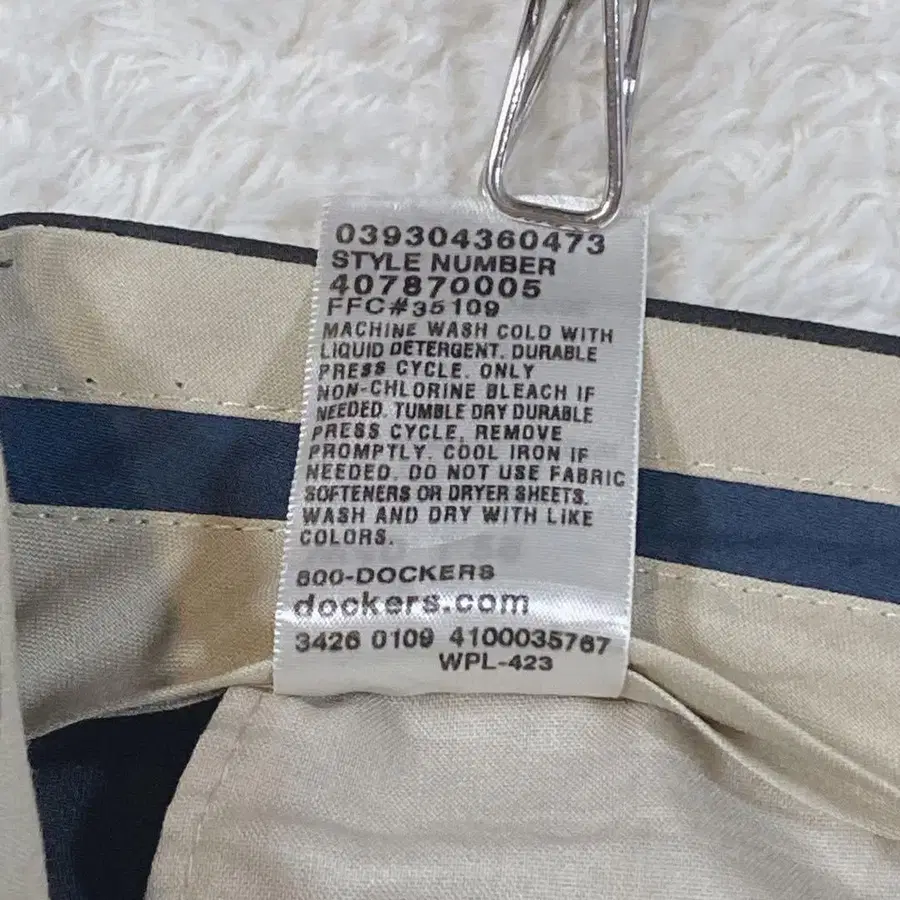 039304360473
STYLE NUMBER
407870005
FFC#35109
MACHINE WASH COLD WITH
LIQUID DETERGENT. DURABLE
PRESS CYCLE. ONLY
NON-CHLORINE BLEACH IF
NEEDED. TUMBLE DRY DURABLE
PRESS CYCLE, REMOVE
PROMPTLY. COOL IRON IF
NEEDED. DO NOT USE FABRIC
SOFTENERS OR DRYER SHEETS.
WASH AND DRY WITH LIKE
COLORS.
800-DOCKERS
dockers.com
3426 0109 4100035767
WPL-423